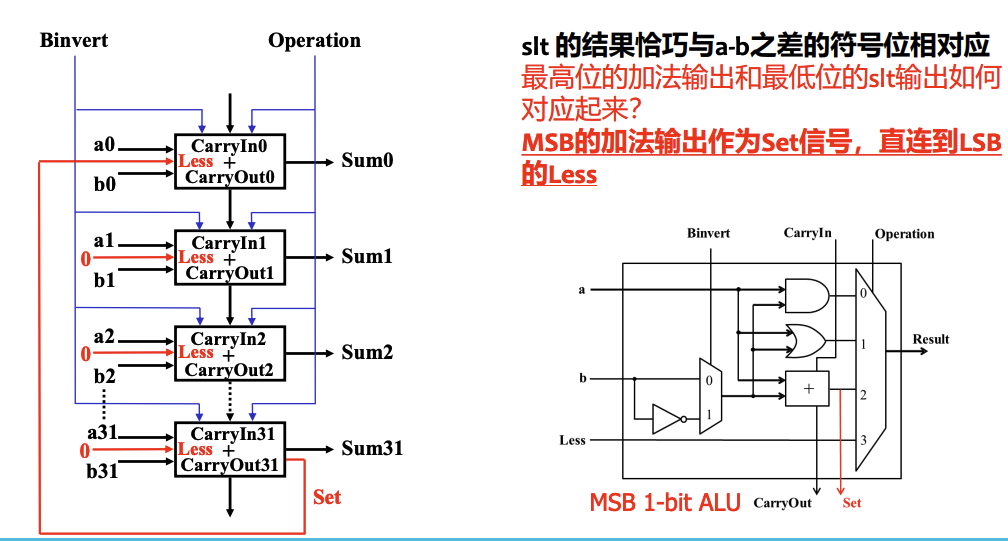 Binvert
Operation
a0
CarryIn0
Less +
CarryOut0
b0
Sum0
a1
CarryIn1
0
Less +
CarryOut1
b1
Sum1
a2
CarryIn2
0
Less +
CarryOut2
b2
Sum2
a31
CarryIn31
0
Less +
CarryOut31
b31
Sum31
Set
slt 的结果恰巧与a-b之差的符号位相对应
最高位的加法输出和最低位的slt输出如何
对应起来?
MSB的加法输出作为Set信号，直连到LSB
的Less
Binvert
CarryIn
Operation
a
0
1
Result
b
0
+
2
1
Less
3
MSB 1-bit ALU
CarryOut
Set